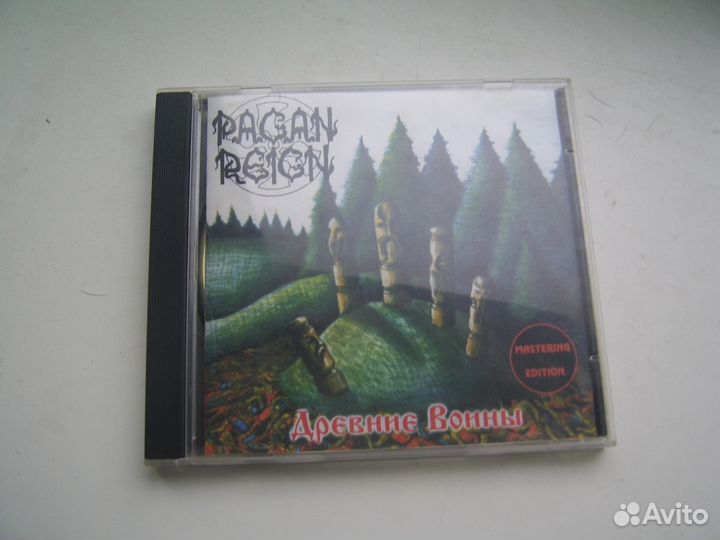 PAGAN
REIGN
MASTERING
EDITION
Древние Воины
Avito